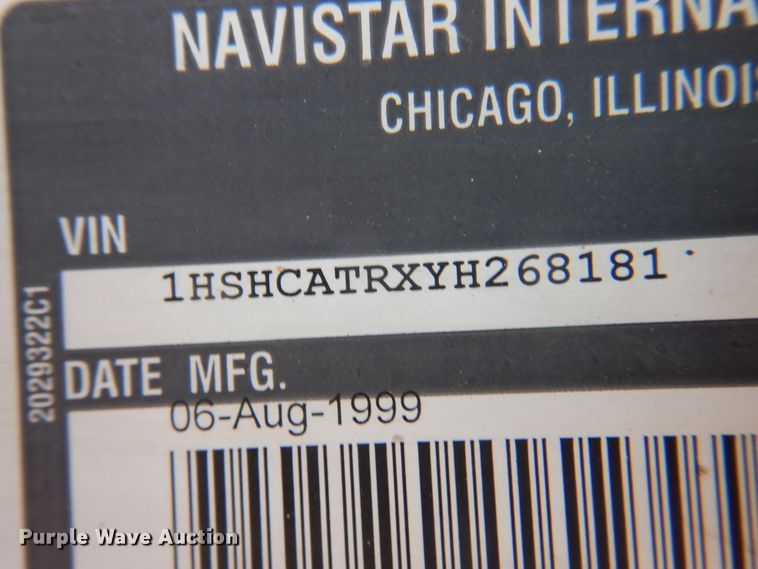 NAVISTAR INTERNA
CHICAGO, ILLINOI
VIN
1HSHCATRXYH268181
2029322C1
DATE MFG.
06-Aug-1999
Purple Wave Auction